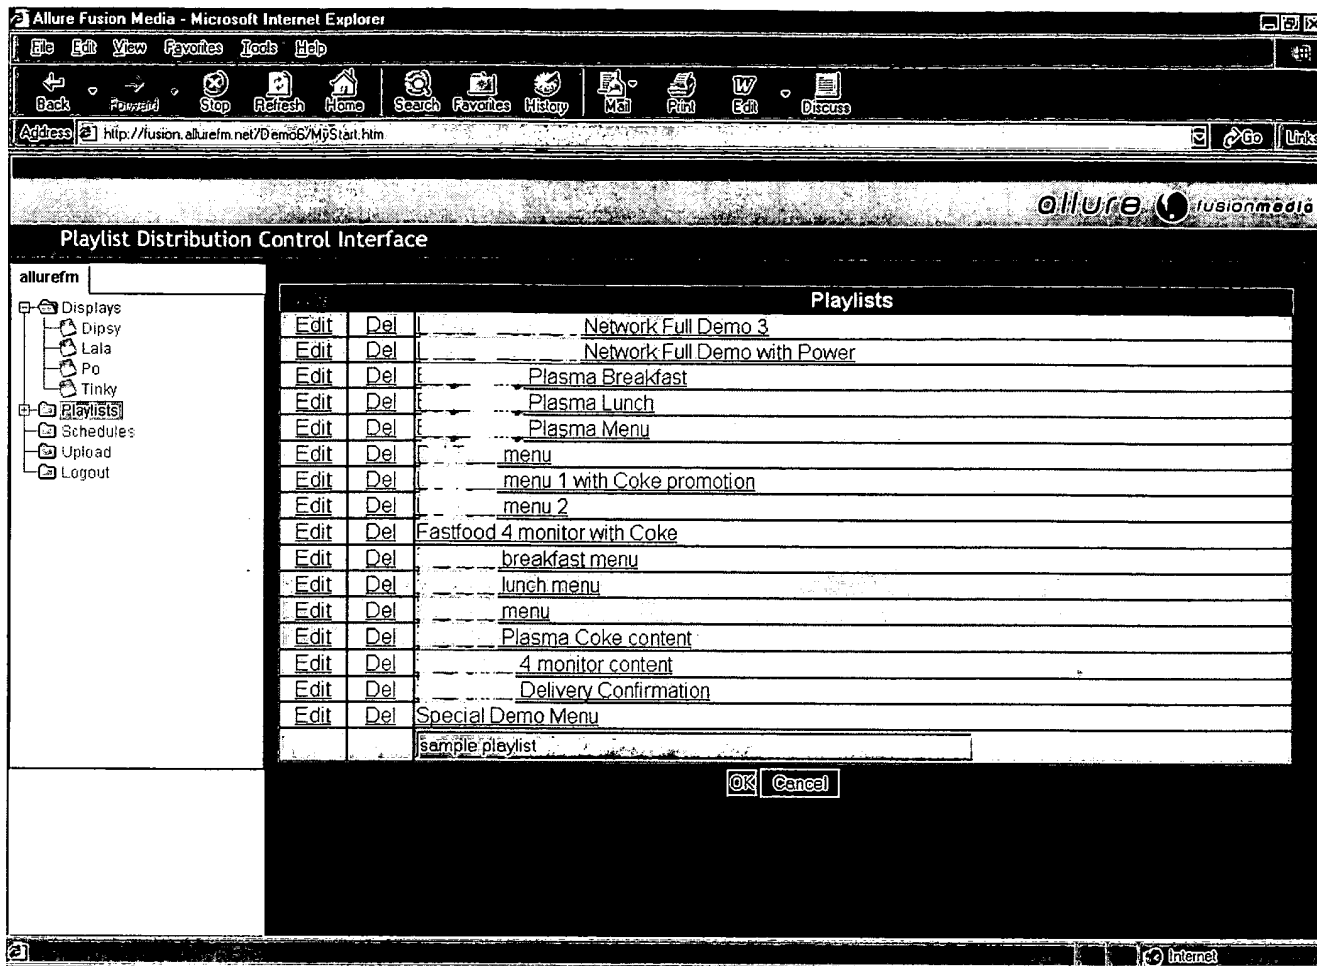 Allure Fusion Media - Microsoft Internet Explorer
File Edit View Favorites Tools Help
Back Forward Stop Refresh Home Search Favorites History Mail Print Edit Discuss
Address http://fusion.allurefm.net/Demo6/MpStart.htm Go Links
allure fusionmedia
Playlist Distribution Control Interface
allurefm
Displays
Dipsy
Lala
Po
Tinky
Playlists
Schedules
Upload
Logout
Playlists
Edit Del Network Full Demo 3
Edit Del Network Full Demo with Power
Edit Del Plasma Breakfast
Edit Del Plasma Lunch
Edit Del Plasma Menu
Edit Del menu
Edit Del menu 1 with Coke promotion
Edit Del menu 2
Edit Del Fastfood 4 monitor with Coke
Edit Del breakfast menu
Edit Del lunch menu
Edit Del menu
Edit Del Plasma Coke content
Edit Del 4 monitor content
Edit Del Delivery Confirmation
Edit Del Special Demo Menu
sample playlist
OK Cancel
Internet